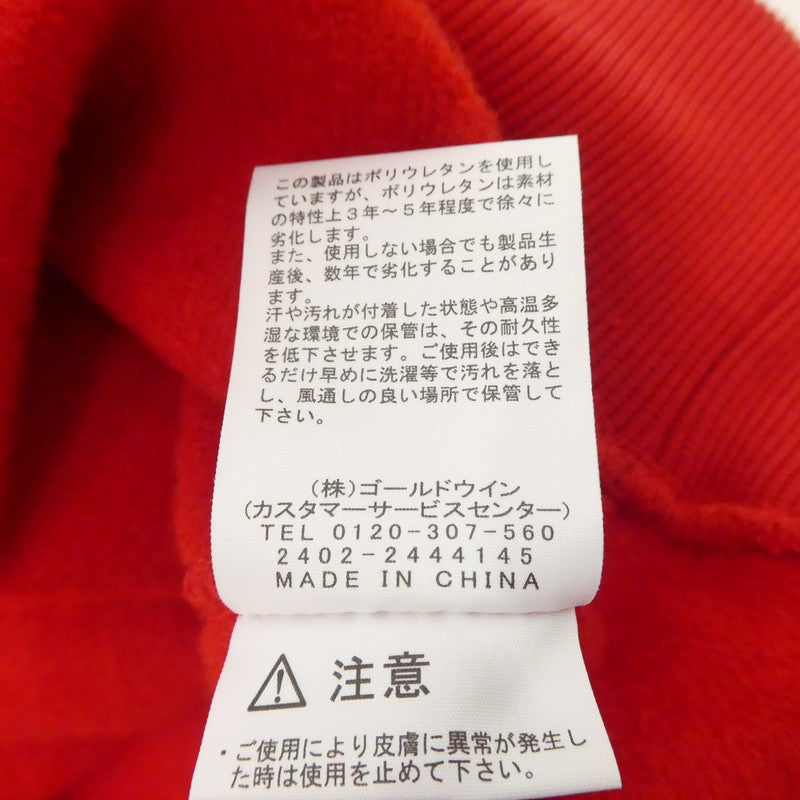 この製品はポリウレタンを使用し
ていますが、ポリウレタンは素材
の特性上３年～５年程度で徐々に
劣化します。
また、使用しない場合でも製品生
産後、数年で劣化することがあり
ます。
汗や汚れが付着した状態や高温多
湿な環境での保管は、その耐久性
を低下させます。ご使用後はでき
るだけ早めに洗濯等で汚れを落と
し、風通しの良い場所で保管して
下さい。
(株)ゴールドウイン
(カスタマーサービスセンター)
TEL 0120-307-560
2402-2444145
MADE IN CHINA
注意
・ご使用により皮膚に異常が発生し
た時は使用を止めて下さい。